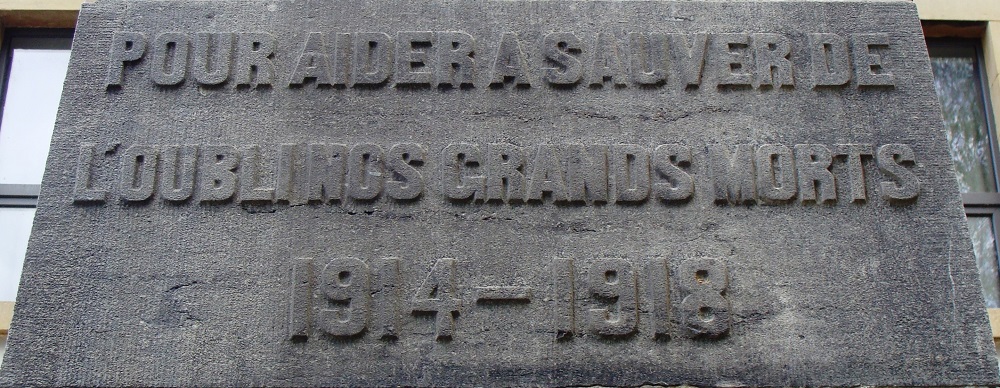 POUR AIDER A SAUVER DE
L'OUBLI NOS GRANDS MORTS
1914-1918